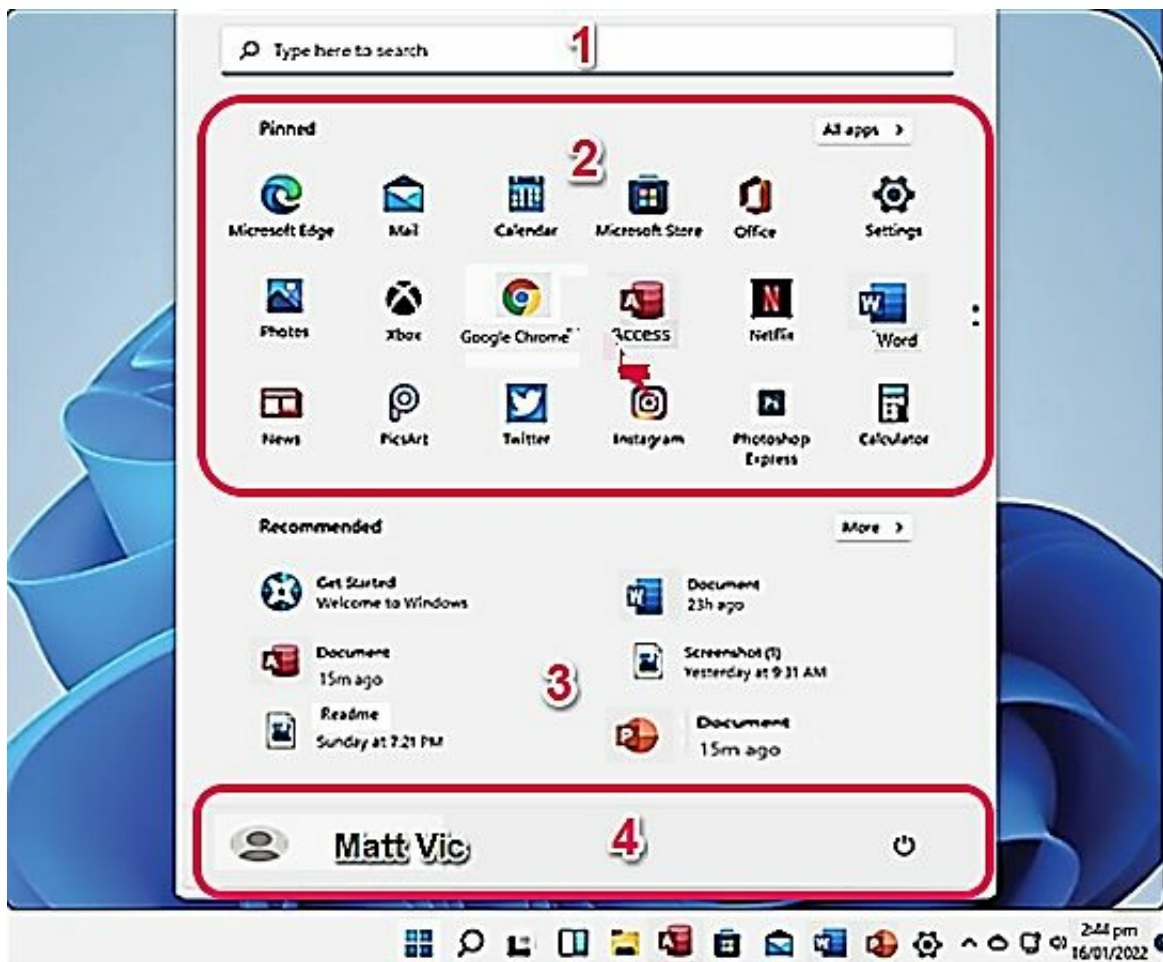 Type here to search
1
Pinned
All apps >
2
Microsoft Edge
Mail
Calendar
Microsoft Store
Office
Settings
Photos
Xbox
Google Chrome
Access
Netflix
Word
News
PicsArt
Twitter
Instagram
Photoshop
Express
Calculator
Recommended
More >
Get Started
Welcome to Windows
Document
23h ago
Document
15m ago
Screenshot (1)
Yesterday at 9:31 AM
3
Readme
Sunday at 7:21 PM
Document
15m ago
Matt Vic
4
2:44 pm
16/01/2022